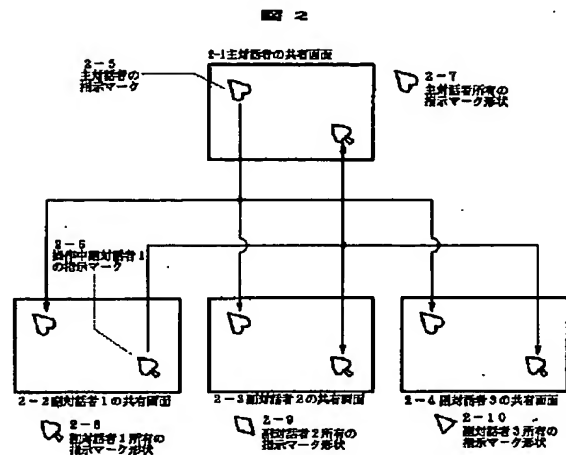 図 2
2-1主対話者の共有画面
2-5
主対話者の
指示マーク
2-7
主対話者所有の
指示マーク形状
2-6
操作中副対話者1
の指示マーク
2-2副対話者1の共有画面
2-3副対話者2の共有画面
2-4副対話者3の共有画面
2-8
副対話者1所有の
指示マーク形状
2-9
副対話者2所有の
指示マーク形状
2-10
副対話者3所有の
指示マーク形状